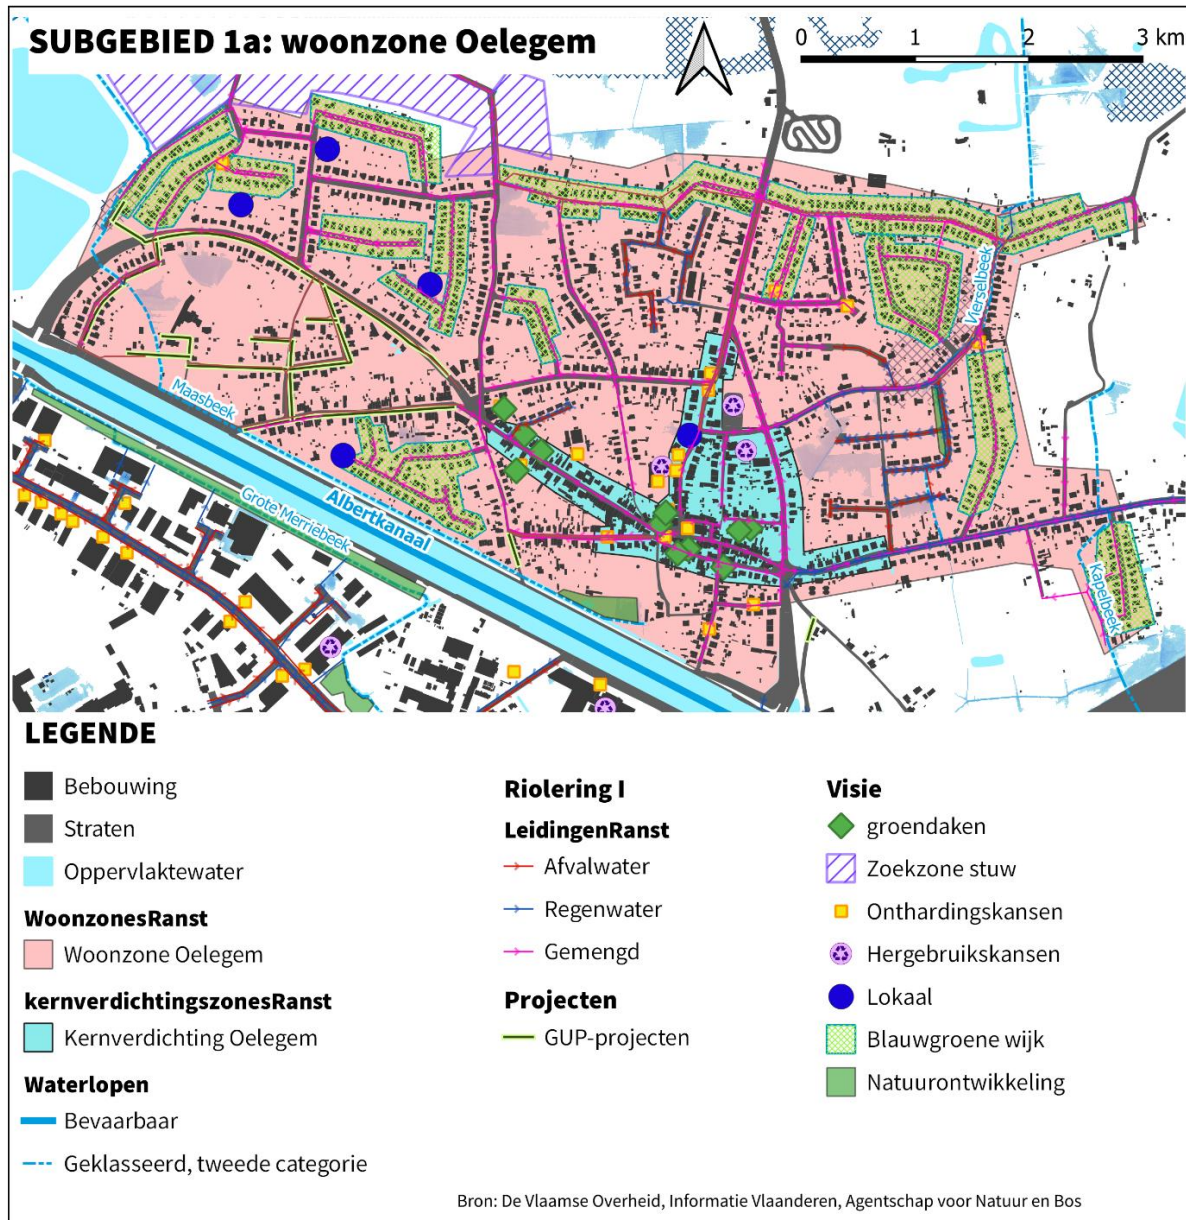 SUBGEBIED 1a: woonzone Oelegem
0 1 2 3 km
Vierselbeek
Maasbeek
Albertkanaal
Grote Merriebeek
Kapelbeek
LEGENDE
Bebouwing
Straten
Oppervlaktewater
WoonzonesRanst
Woonzone Oelegem
kernverdichtingszonesRanst
Kernverdichting Oelegem
Waterlopen
Bevaarbaar
Geklasseerd, tweede categorie
Riolering I
LeidingenRanst
Afvalwater
Regenwater
Gemengd
Projecten
GUP-projecten
Visie
groendaken
Zoekzone stuw
Onthardingskansen
Hergebruikskansen
Lokaal
Blauwgroene wijk
Natuurontwikkeling
Bron: De Vlaamse Overheid, Informatie Vlaanderen, Agentschap voor Natuur en Bos